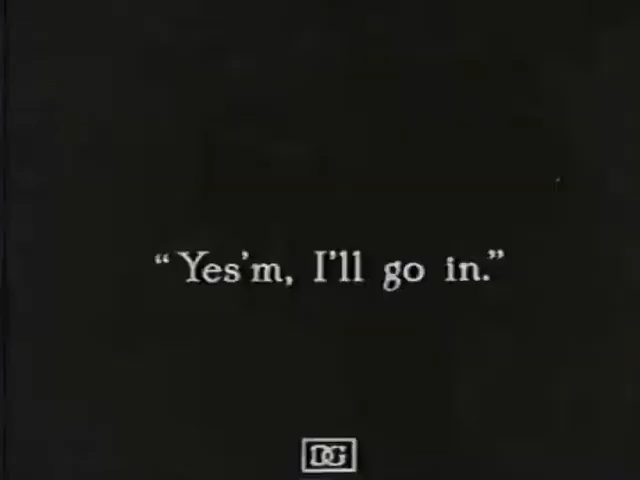 “Yes’m, I’ll go in.”
DG